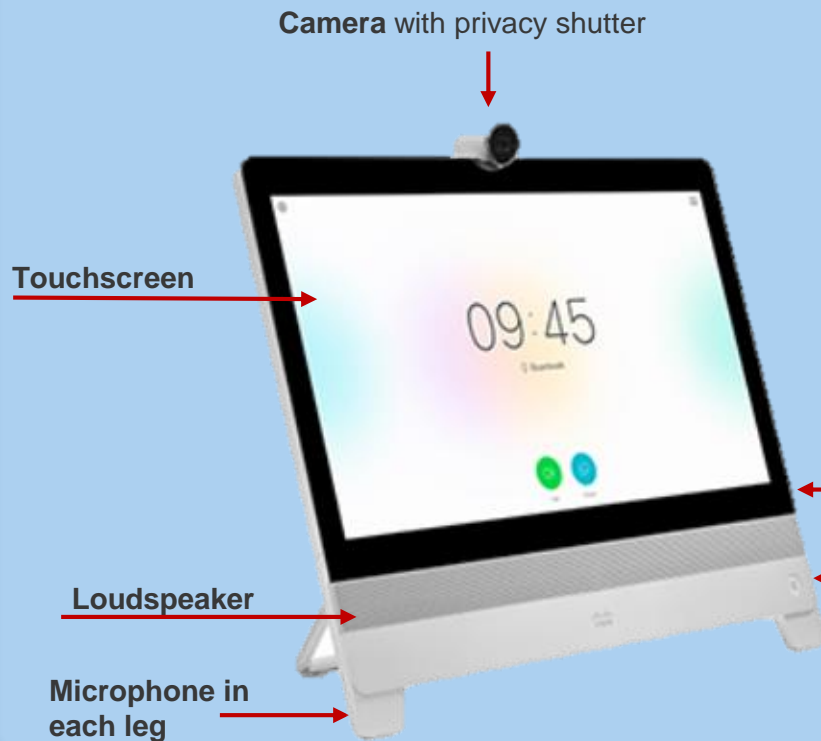 Camera with privacy shutter
Touchscreen
09:45
Loudspeaker
Microphone in
each leg